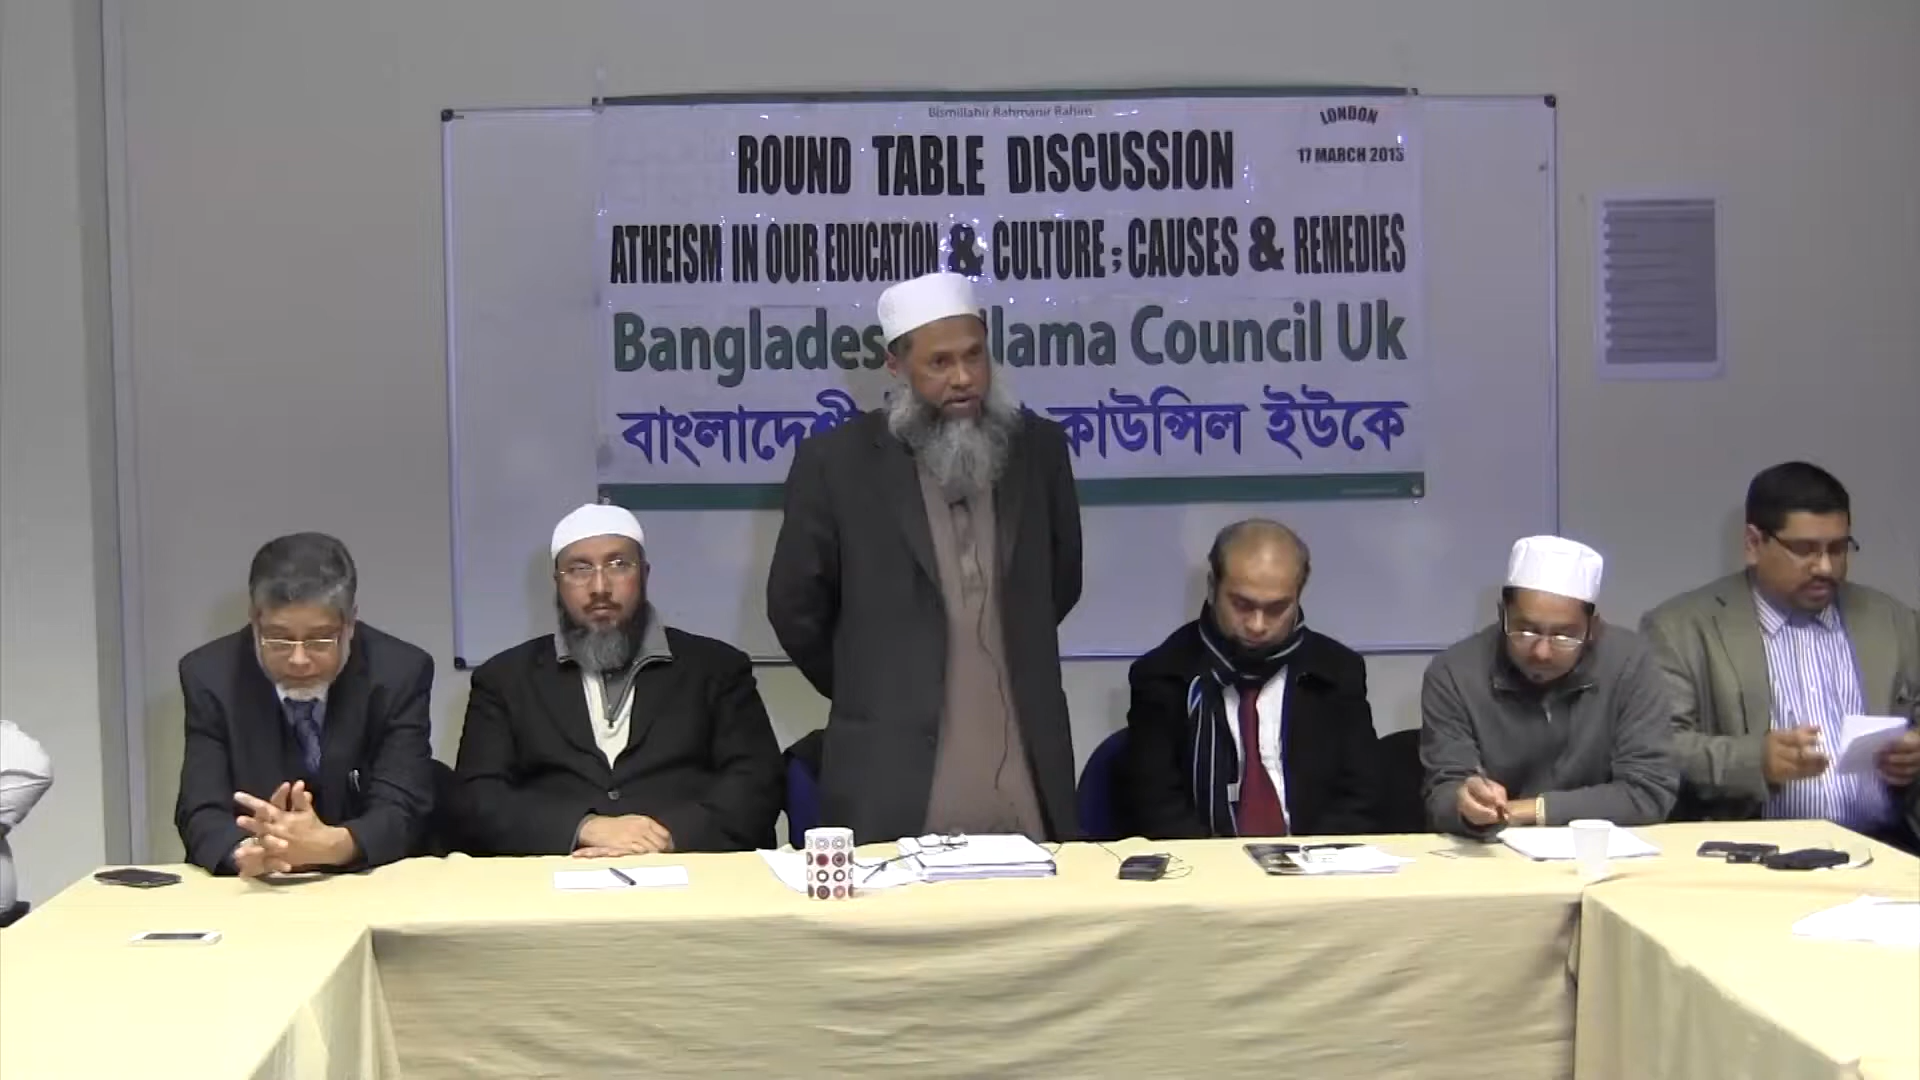 Bismillahir Rahmanir Rahim
LONDON
17 MARCH 2015
ROUND TABLE DISCUSSION
ATHEISM IN OUR EDUCATION & CULTURE ; CAUSES & REMEDIES
Council Uk
কাউন্সিল ইউকে